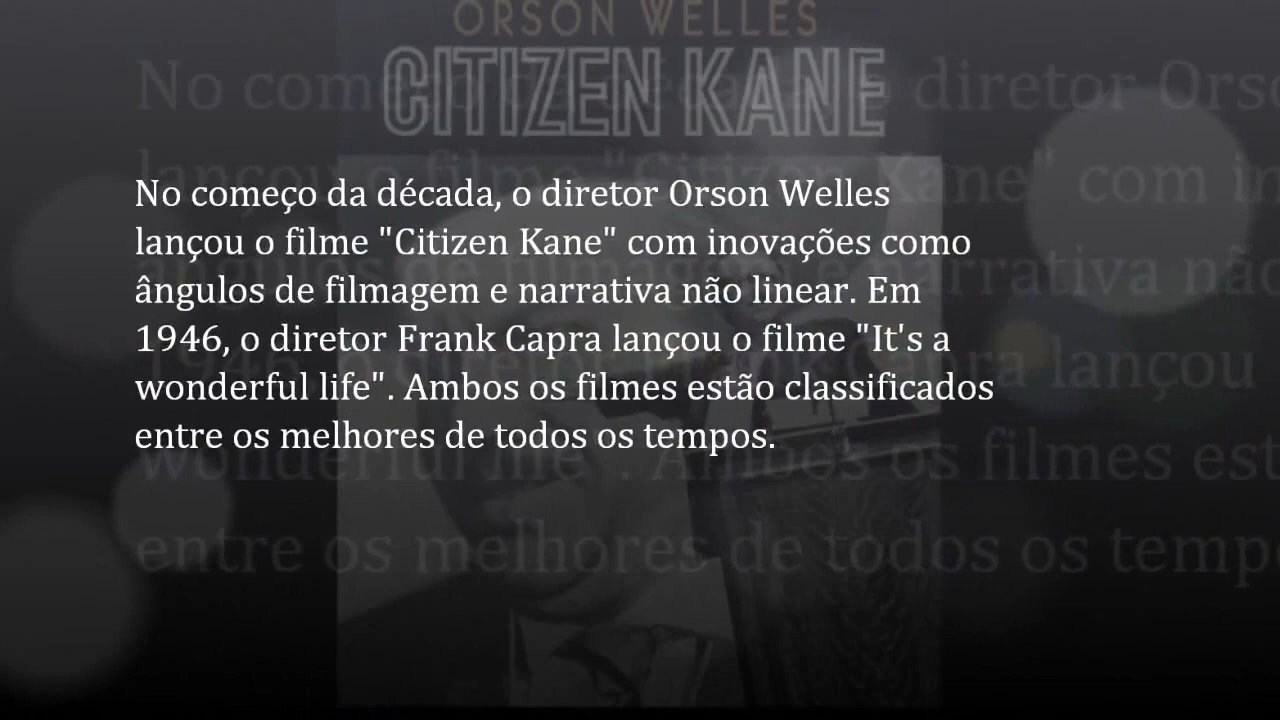 ORSON WELLES
CITIZEN KANE
No começo da década, o diretor Orson Welles
lançou o filme "Citizen Kane" com inovações como
ângulos de filmagem e narrativa não linear. Em
1946, o diretor Frank Capra lançou o filme "It's a
wonderful life". Ambos os filmes estão classificados
entre os melhores de todos os tempos.